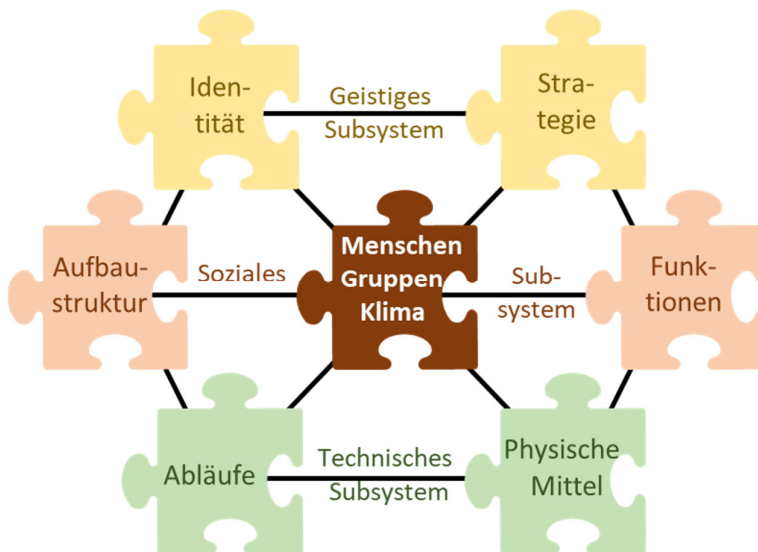 Iden-
tität
Geistiges
Subsystem
Stra-
tegie
Aufbau-
struktur
Soziales
Menschen
Gruppen
Klima
Sub-
system
Funk-
tionen
Abläufe
Technisches
Subsystem
Physische
Mittel